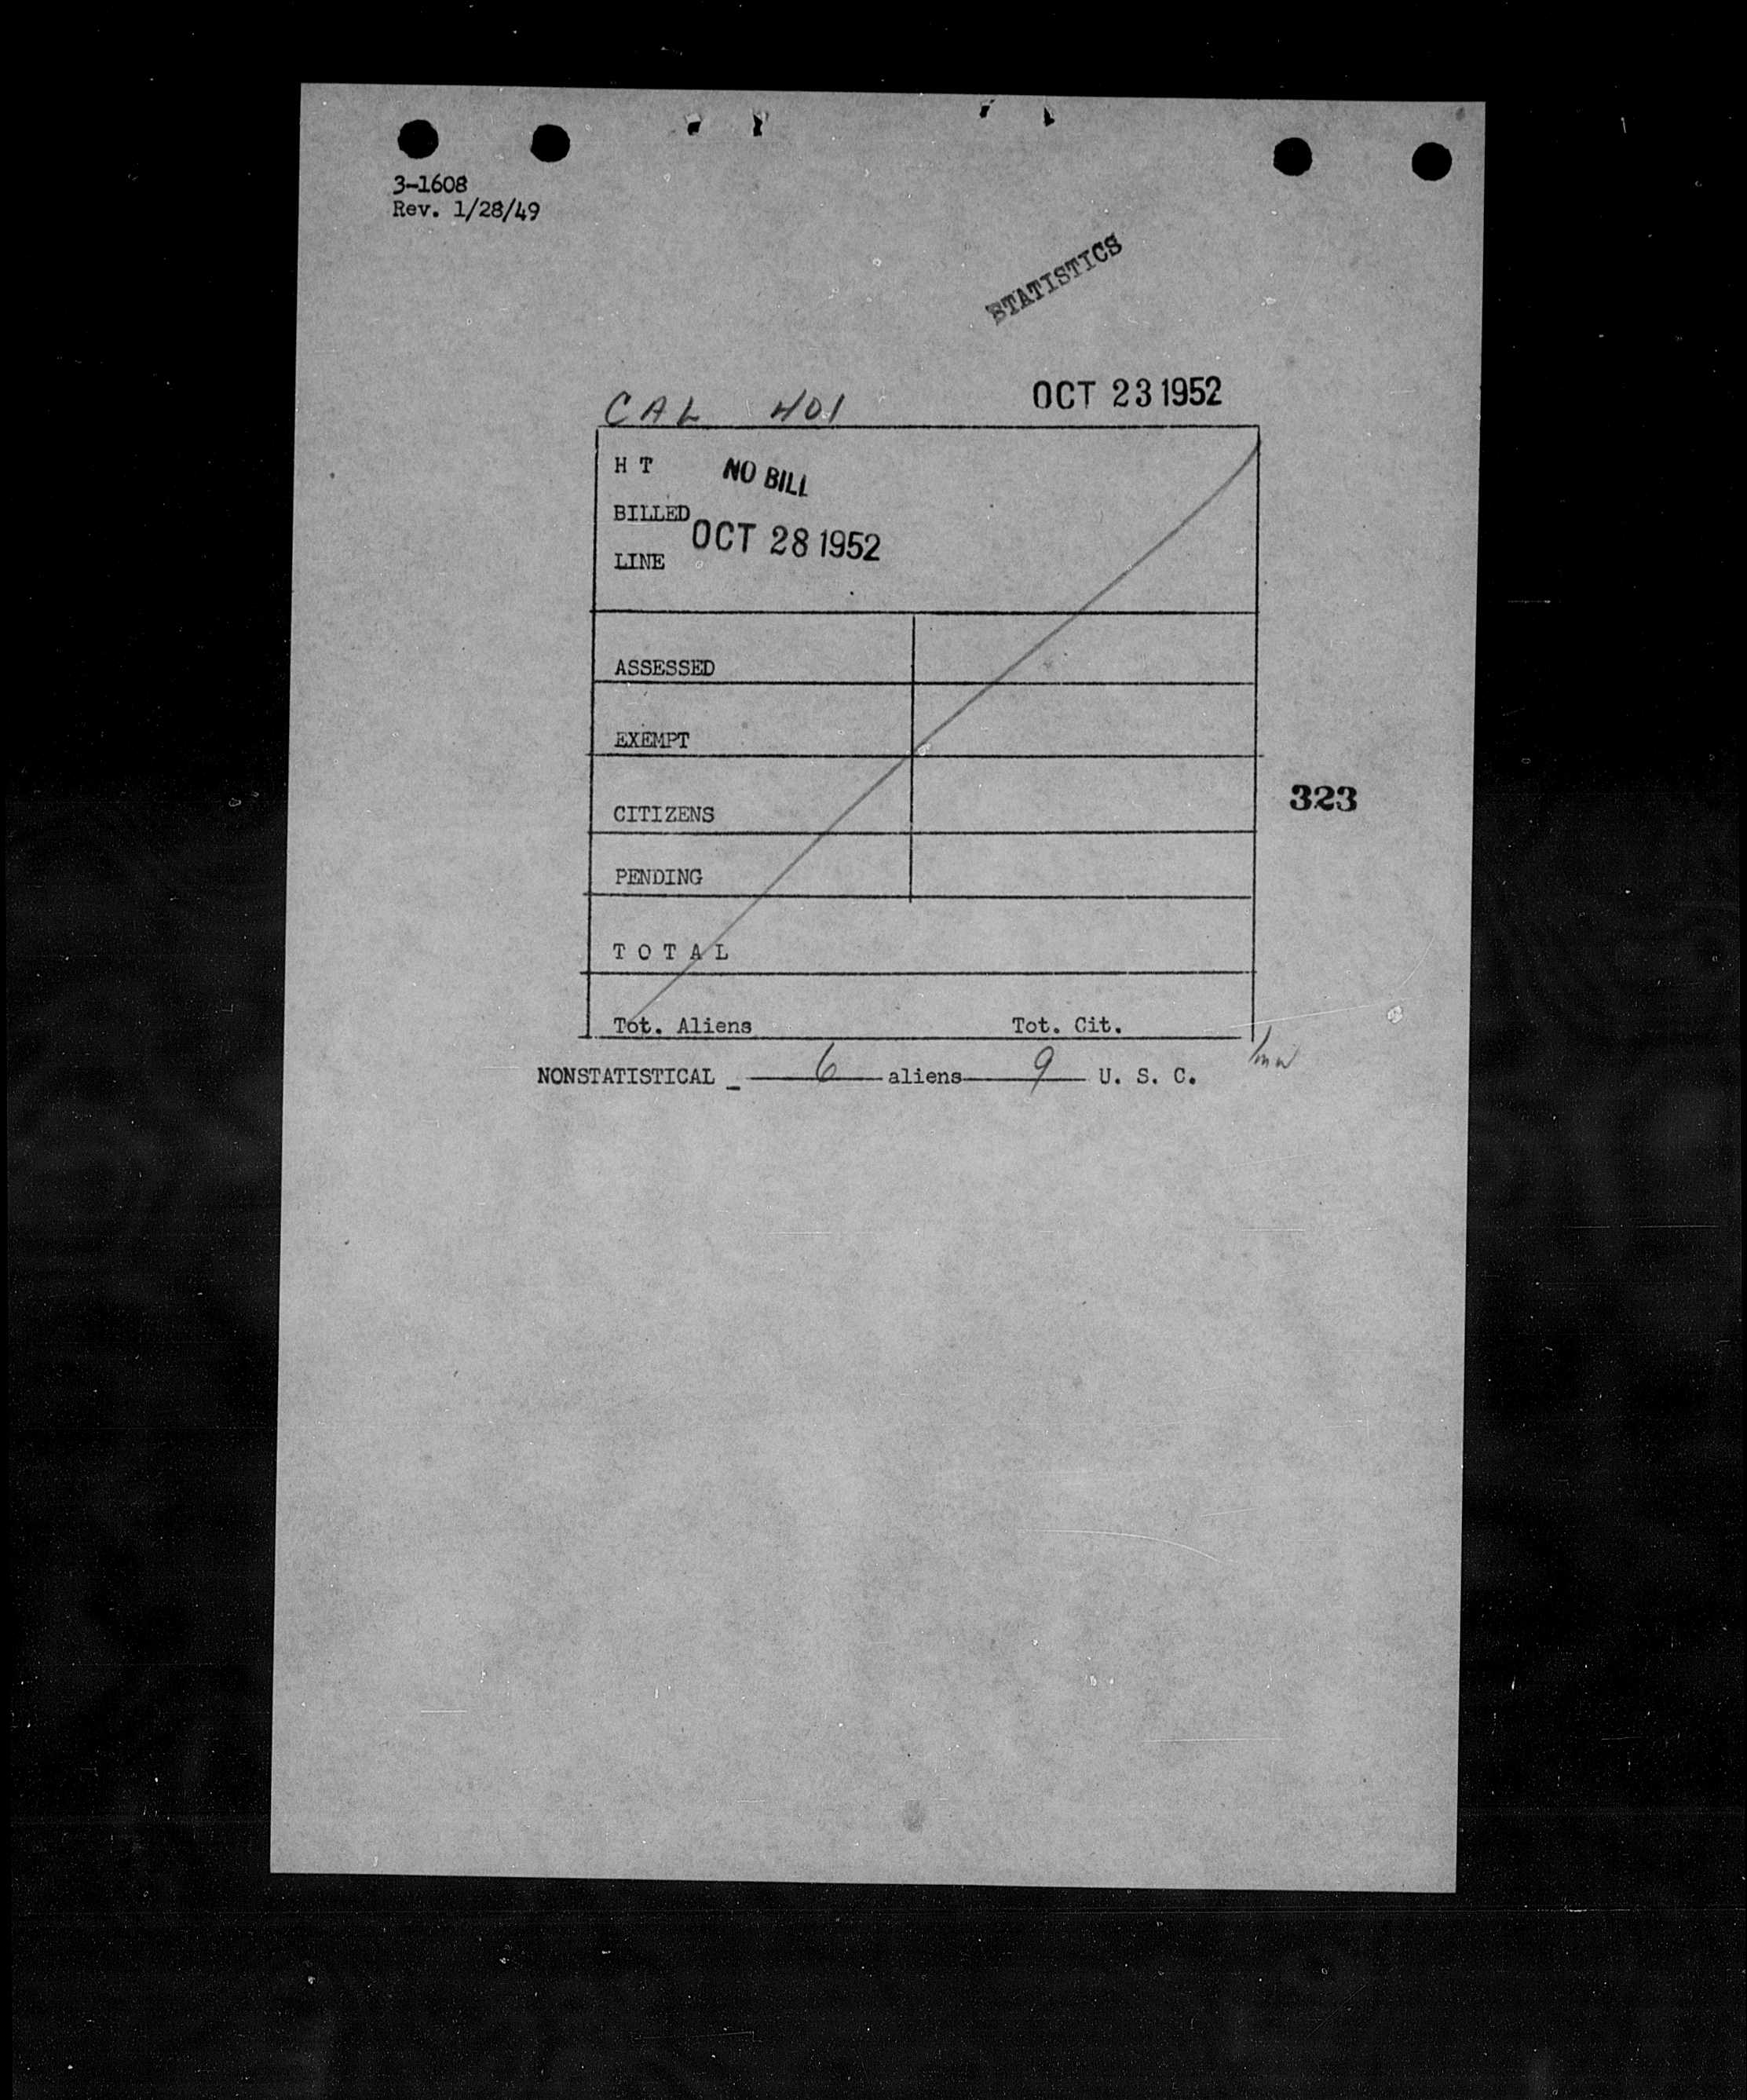 3-1608
Rev. 1/28/49
STATISTICS
CAL 401
OCT 23 1952
H T
NO BILL
BILLED
OCT 28 1952
LINE
ASSESSED
EXEMPT
CITIZENS
323
PENDING
T O T A L
Tot. Aliens Tot. Cit.
NONSTATISTICAL _ 6 aliens 9 U. S. C.